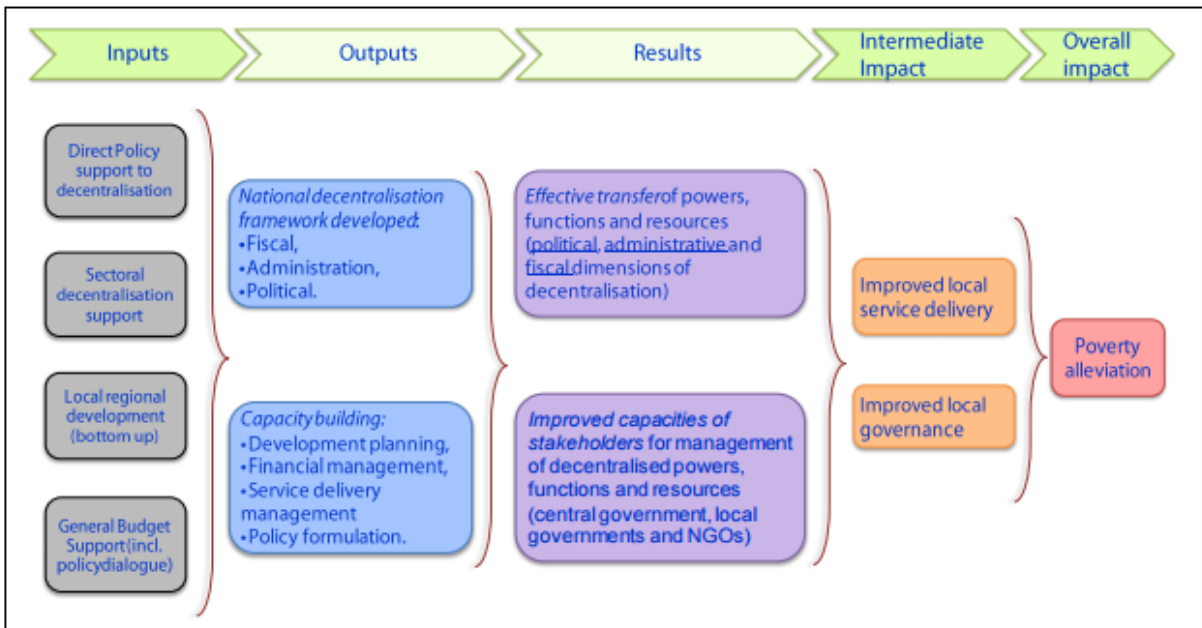 Inputs
Outputs
Results
Intermediate
Impact
Overall
impact
Direct Policy
support to
decentralisation
Sectoral
decentralisation
support
Local regional
development
(bottom up)
General Budget
Support(incl.
policydialogue)
National decentralisation
framework developed:
•Fiscal,
•Administration,
•Political.
Capacity building:
•Development planning,
•Financial management,
•Service delivery
management
•Policy formulation.
Effective transferof powers,
functions and resources
(political, administrative and
fiscal dimensions of
decentralisation)
Improved capacities of
stakeholders for management
of decentralised powers,
functions and resources
(central government, local
governments and NGOs)
Improved local
service delivery
Improved local
governance
Poverty
alleviation